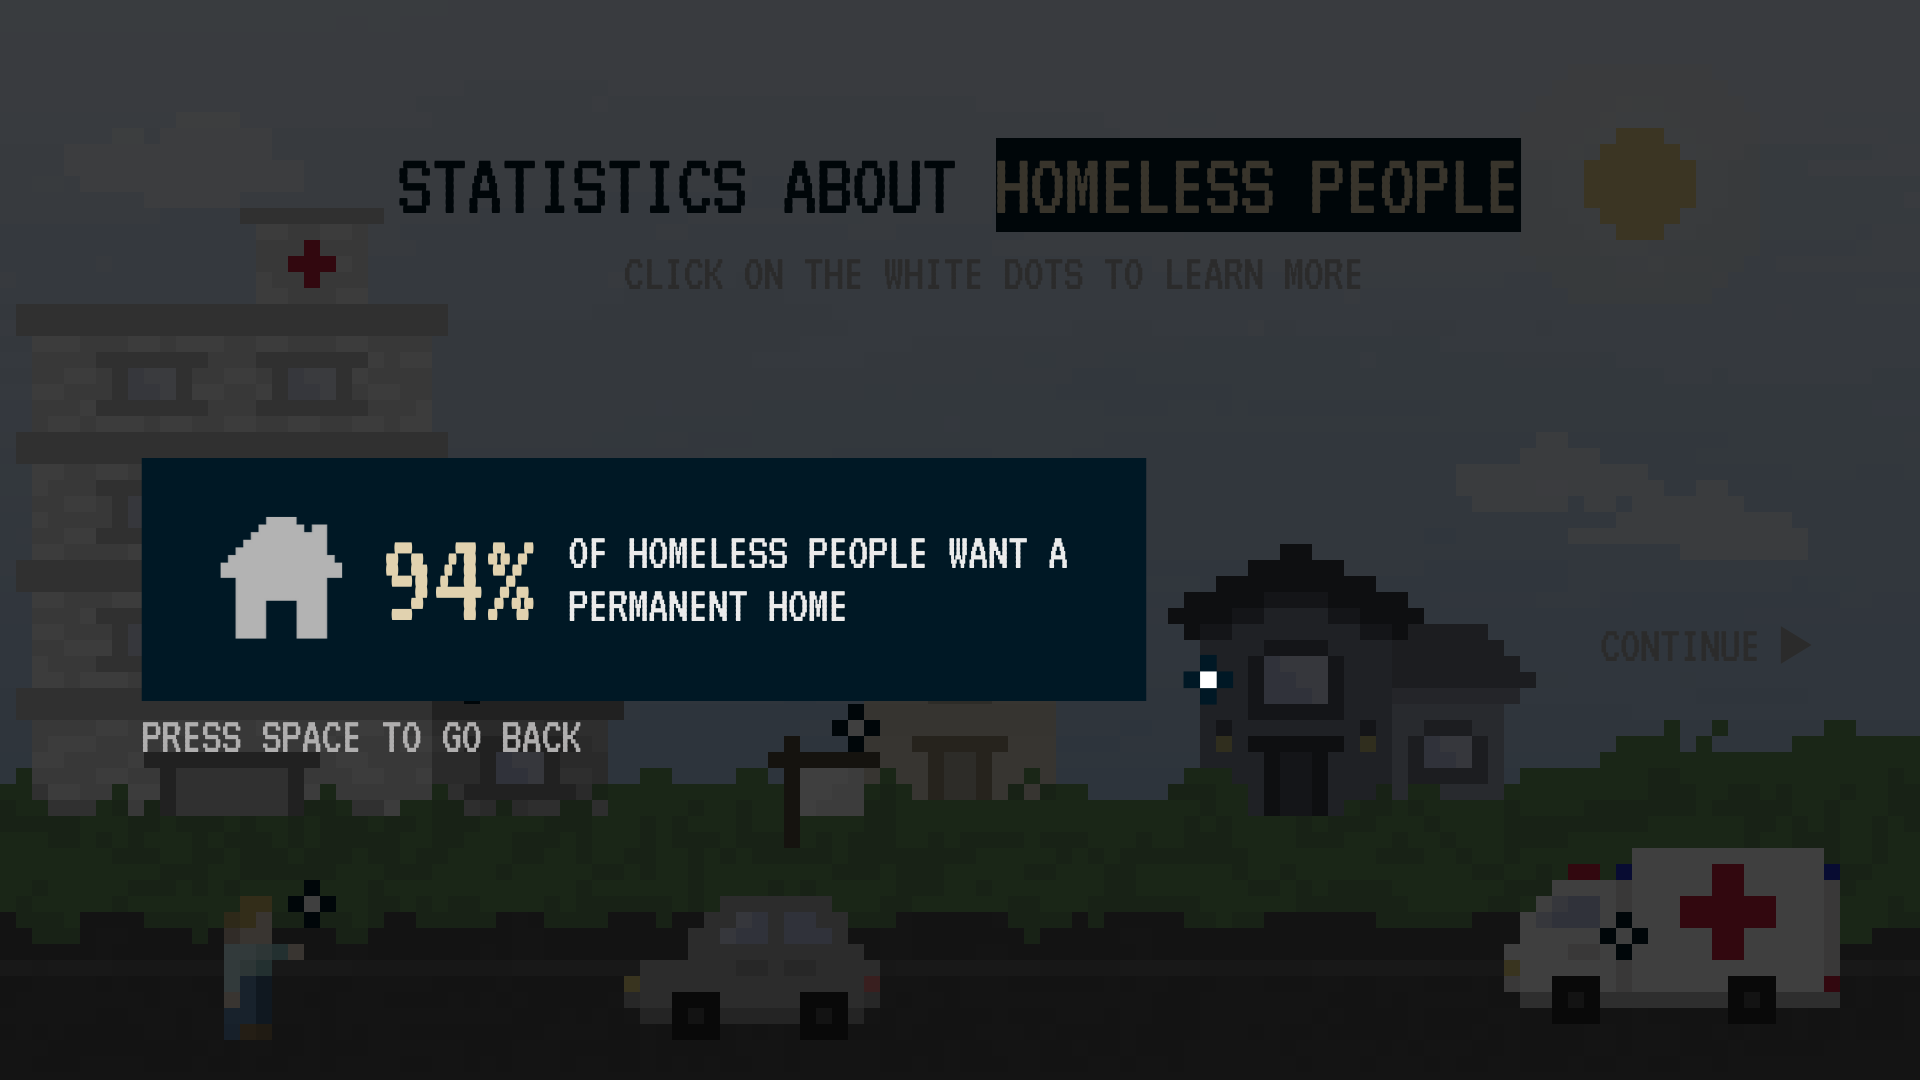 STATISTICS ABOUT HOMELESS PEOPLE
CLICK ON THE WHITE DOTS TO LEARN MORE
94% OF HOMELESS PEOPLE WANT A
PERMANENT HOME
CONTINUE
PRESS SPACE TO GO BACK